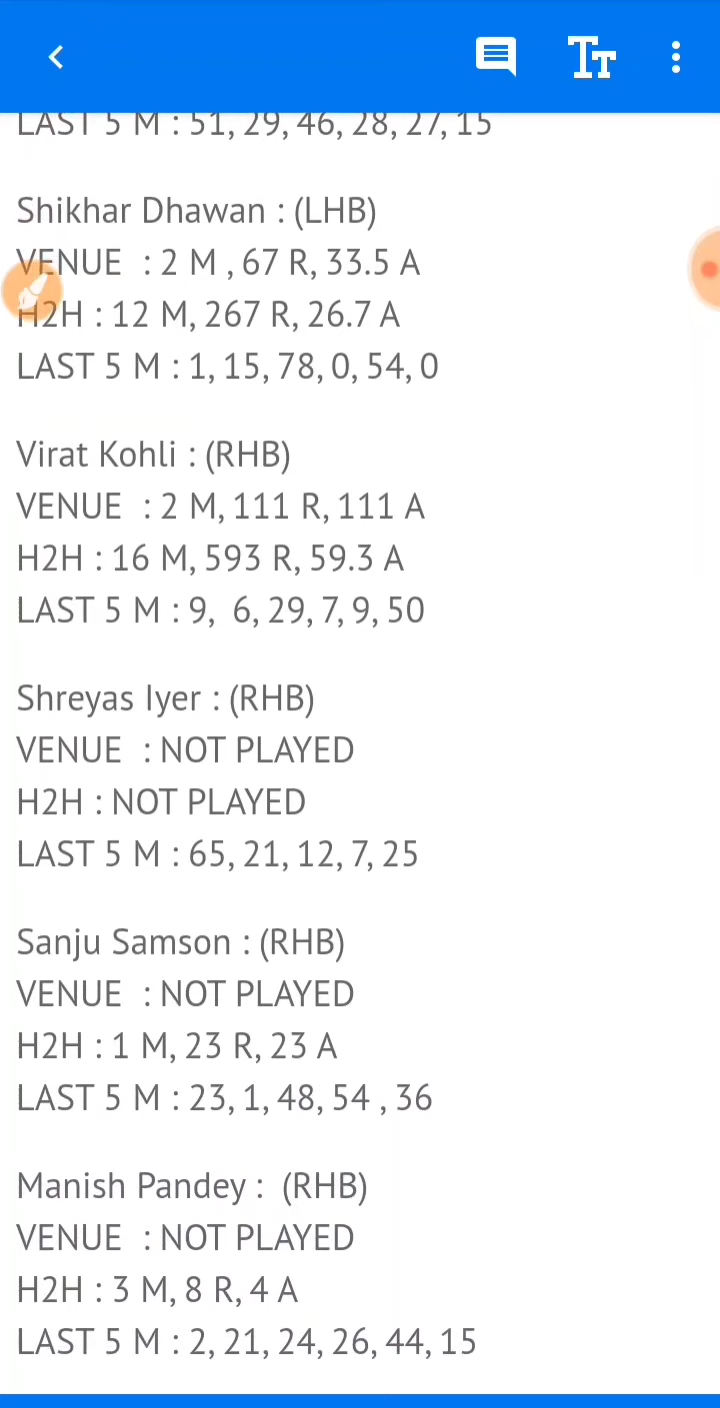 LAST 5 M : 51, 29, 46, 28, 27, 15
Shikhar Dhawan : (LHB)
VENUE : 2 M , 67 R, 33.5 A
H2H : 12 M, 267 R, 26.7 A
LAST 5 M : 1, 15, 78, 0, 54, 0
Virat Kohli : (RHB)
VENUE : 2 M, 111 R, 111 A
H2H : 16 M, 593 R, 59.3 A
LAST 5 M : 9, 6, 29, 7, 9, 50
Shreyas Iyer : (RHB)
VENUE : NOT PLAYED
H2H : NOT PLAYED
LAST 5 M : 65, 21, 12, 7, 25
Sanju Samson : (RHB)
VENUE : NOT PLAYED
H2H : 1 M, 23 R, 23 A
LAST 5 M : 23, 1, 48, 54 , 36
Manish Pandey : (RHB)
VENUE : NOT PLAYED
H2H : 3 M, 8 R, 4 A
LAST 5 M : 2, 21, 24, 26, 44, 15